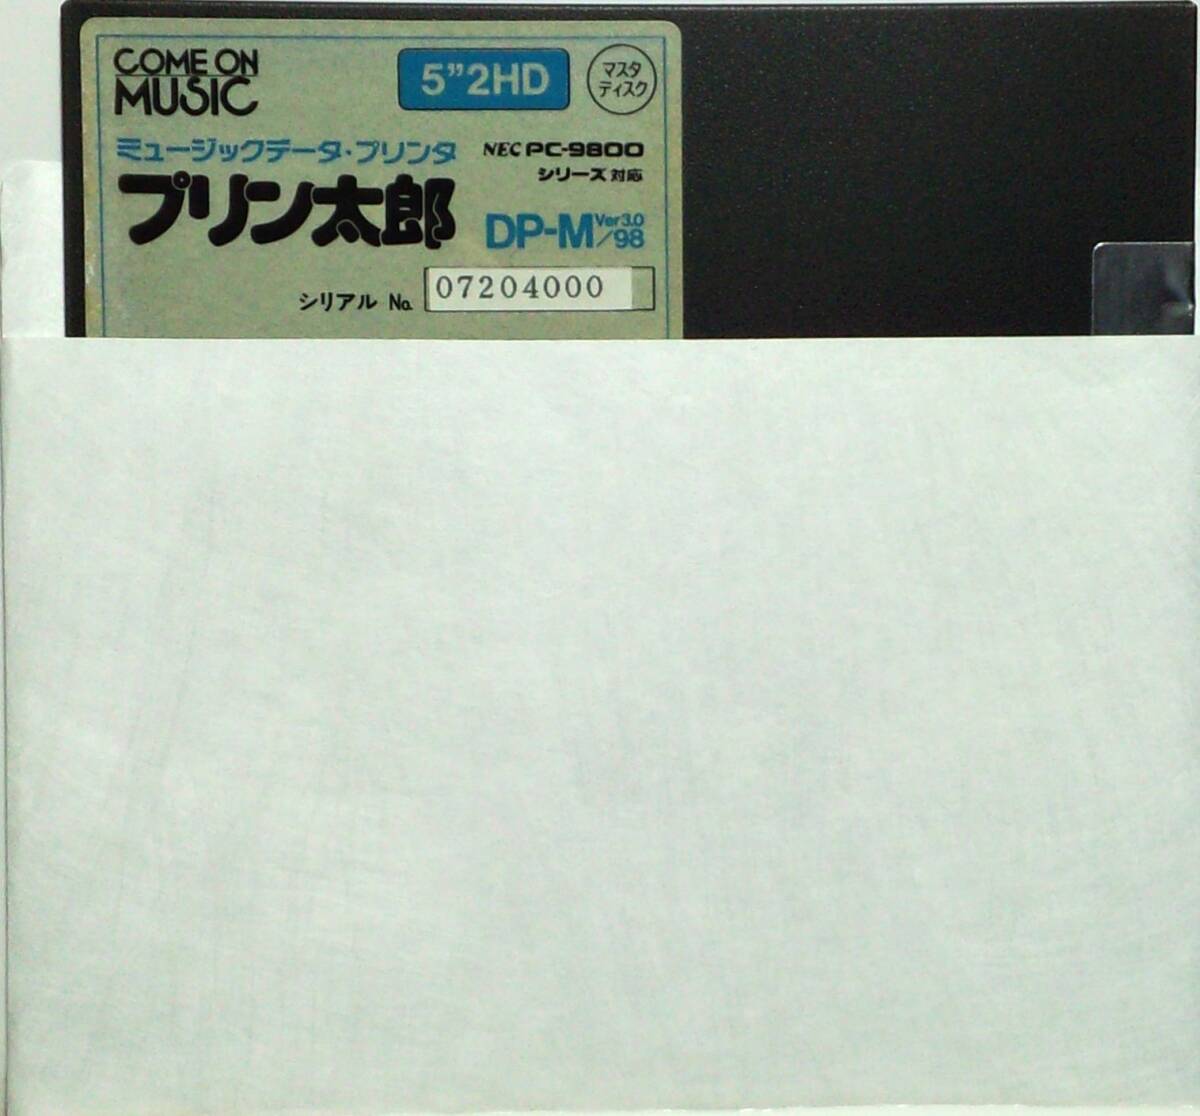 COME ON
MUSIC
5”2HD
マスタ
ディスク
ミュージックデータ・プリンタ
プリン太郎
NEC PC-9800
シリーズ対応
DP-M Ver3.0
/98
シリアル No.
07204000